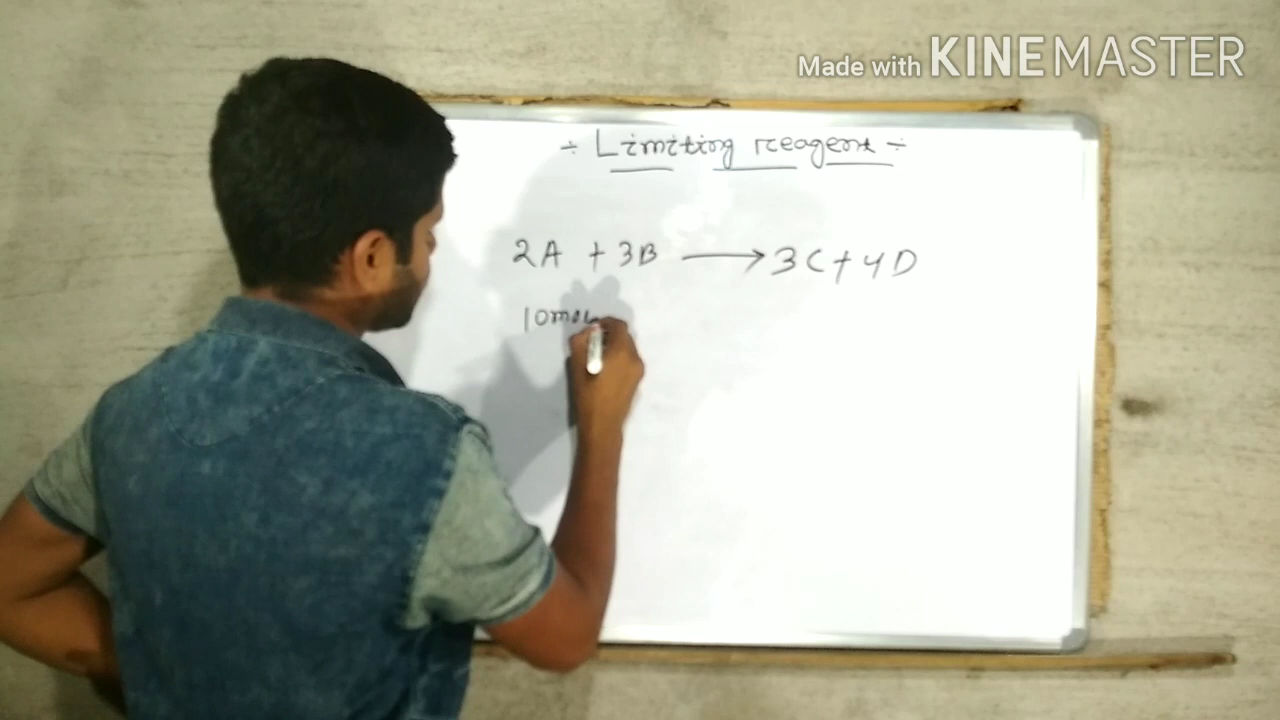 Made with KINEMASTER
÷ Limiting reagent ÷
2A + 3B → 3C + 4D
10mol